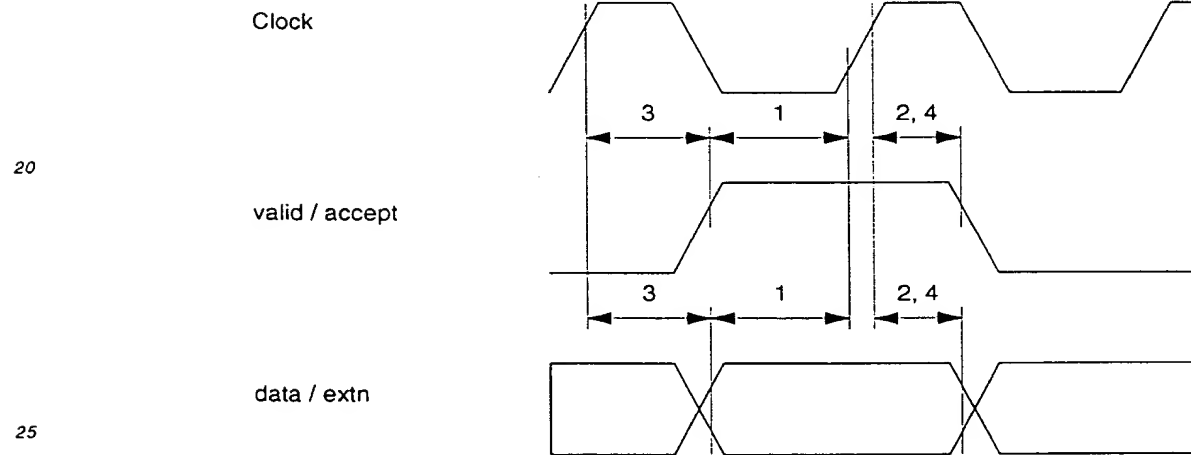 Clock
3 1 2, 4
20
valid / accept
3 1 2, 4
data / extn
25